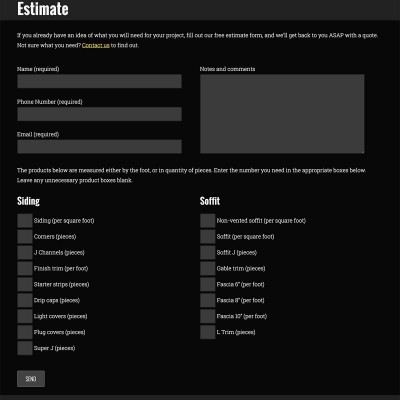 Estimate
If you already have an idea of what you will need for your project, fill out our free estimate form, and we'll get back to you ASAP with a quote.
Not sure what you need? Contact us to find out.
Name (required)
Notes and comments
Phone Number (required)
Email (required)
The products below are measured either by the foot, or in quantity of pieces. Enter the number you need in the appropriate boxes below.
Leave any unnecessary product boxes blank.
Siding
Siding (per square foot)
Corners (pieces)
J Channels (pieces)
Finish trim (per foot)
Starter strips (pieces)
Drip caps (pieces)
Light covers (pieces)
Plug covers (pieces)
Super J (pieces)
Soffit
Non-vented soffit (per square foot)
Soffit (per square foot)
Soffit J (pieces)
Gable trim (pieces)
Fascia 6" (per foot)
Fascia 8" (per foot)
Fascia 10" (per foot)
L Trim (pieces)
SEND